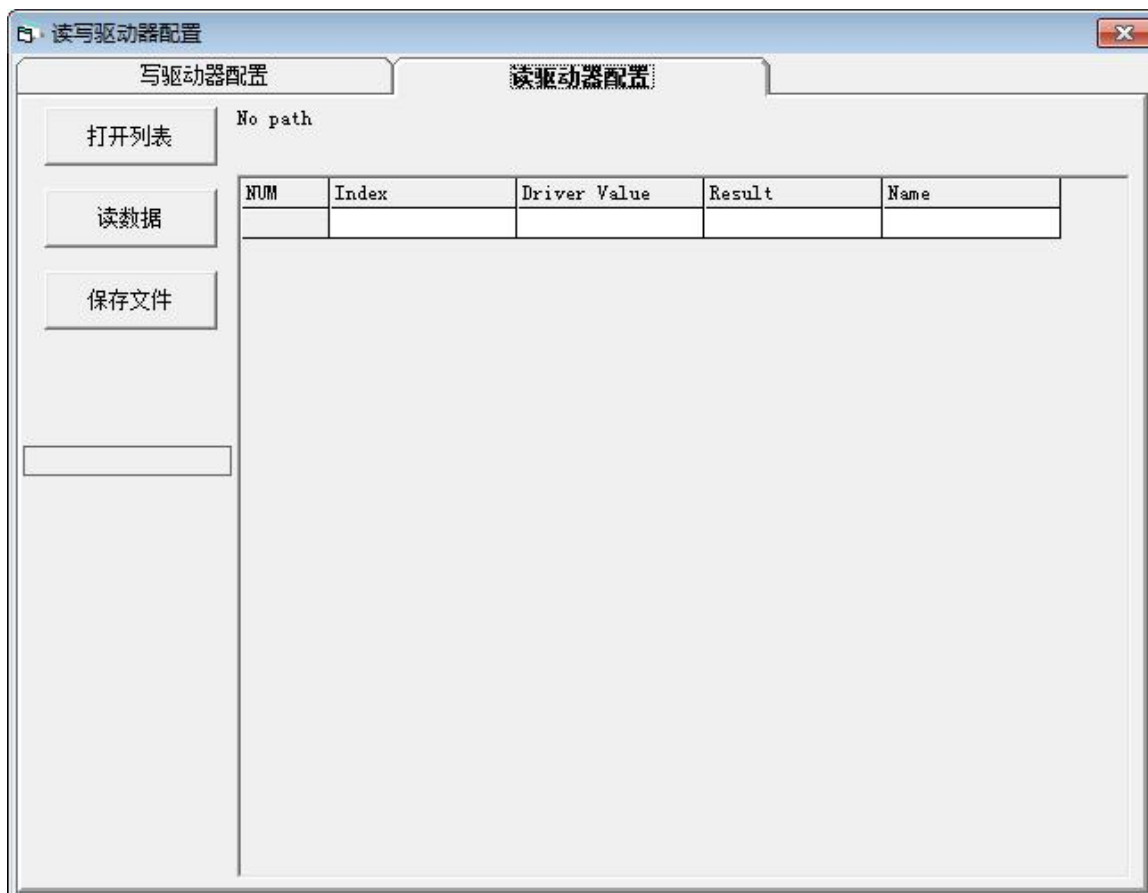 读写驱动器配置
写驱动器配置 读驱动器配置
打开列表
No path
读数据
保存文件
NUM Index Driver Value Result Name